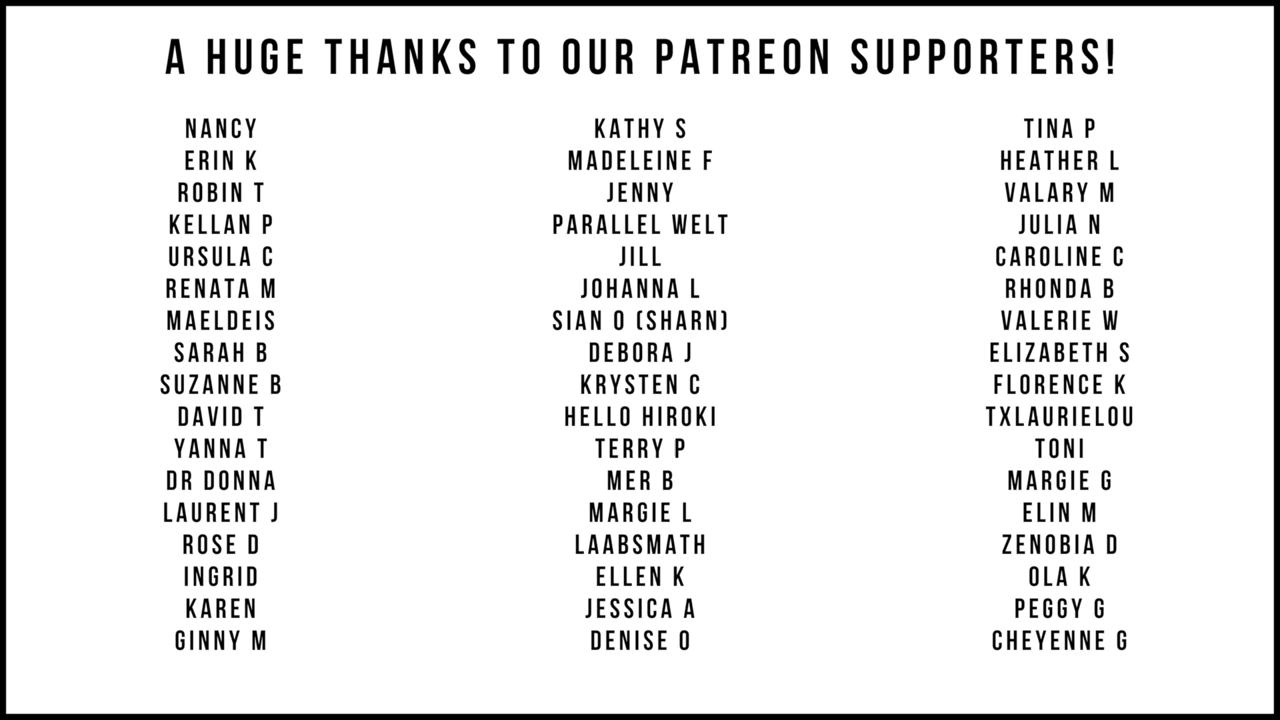 A HUGE THANKS TO OUR PATREON SUPPORTERS!
NANCY
ERIN K
ROBIN T
KELLAN P
URSULA C
RENATA M
MAELDEIS
SARAH B
SUZANNE B
DAVID T
YANNA T
DR DONNA
LAURENT J
ROSE D
INGRID
KAREN
GINNY M
KATHY S
MADELEINE F
JENNY
PARALLEL WELT
JILL
JOHANNA L
SIAN O (SHARN)
DEBORA J
KRYSTEN C
HELLO HIROKI
TERRY P
MER B
MARGIE L
LAABSMATH
ELLEN K
JESSICA A
DENISE O
TINA P
HEATHER L
VALARY M
JULIA N
CAROLINE C
RHONDA B
VALERIE W
ELIZABETH S
FLORENCE K
TXLAURIELOU
TONI
MARGIE G
ELIN M
ZENOBIA D
OLA K
PEGGY G
CHEYENNE G